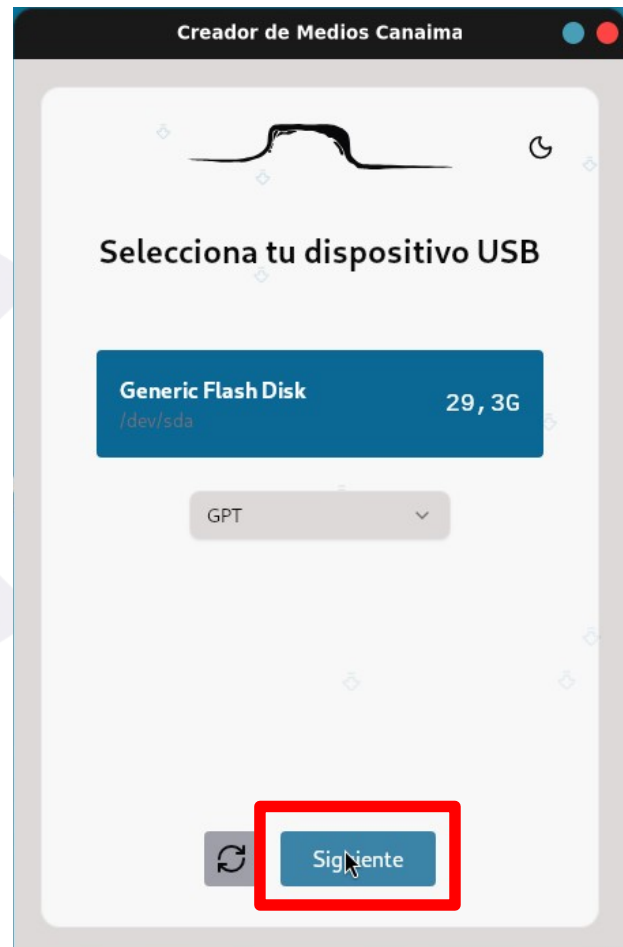 Creador de Medios Canaima
Selecciona tu dispositivo USB
Generic Flash Disk
29,3G
/dev/sda
GPT
Siguiente